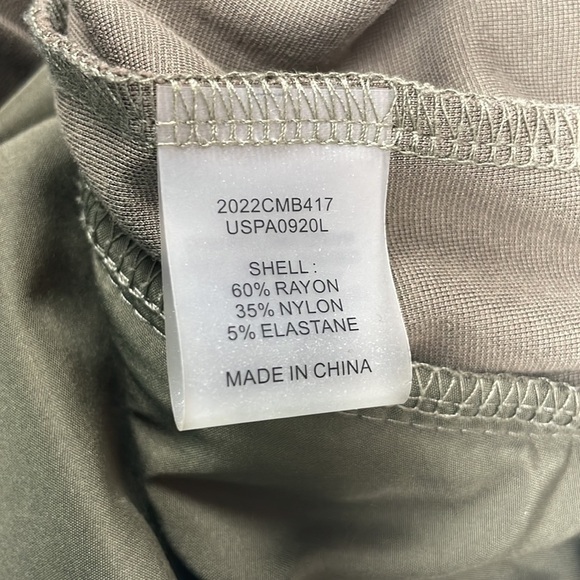 2022CMB417
USPA0920L
SHELL :
60% RAYON
35% NYLON
5% ELASTANE
MADE IN CHINA